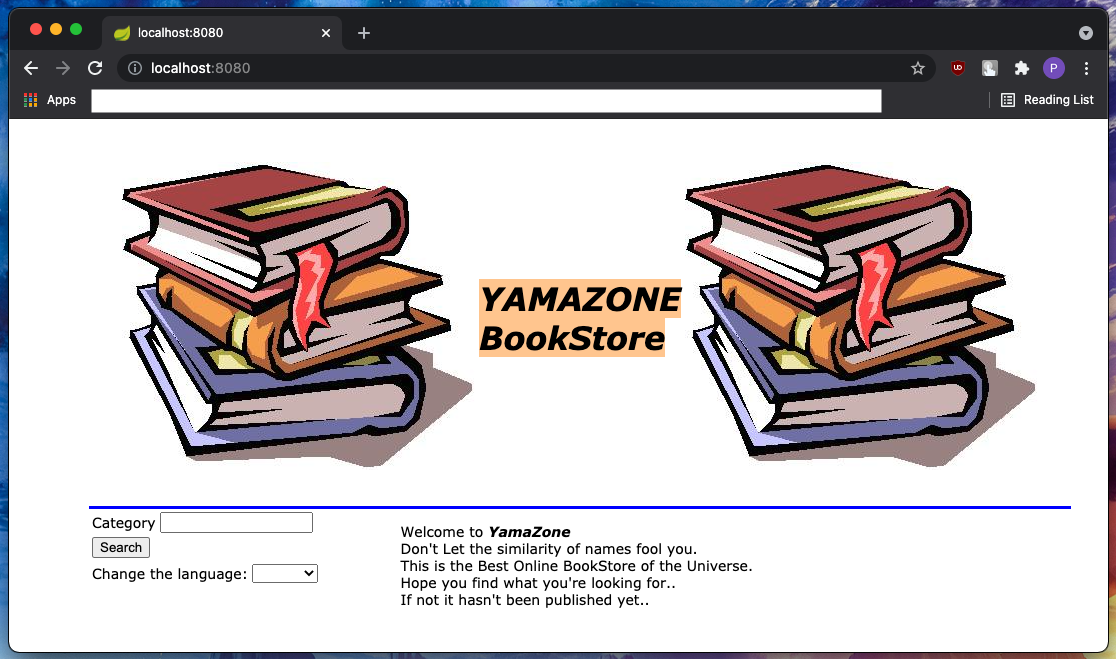 localhost:8080
localhost:8080
UD
P
Apps
Reading List
YAMAZONE
BookStore
Category
Search
Change the language:
Welcome to YamaZone
Don't Let the similarity of names fool you.
This is the Best Online BookStore of the Universe.
Hope you find what you're looking for..
If not it hasn't been published yet..